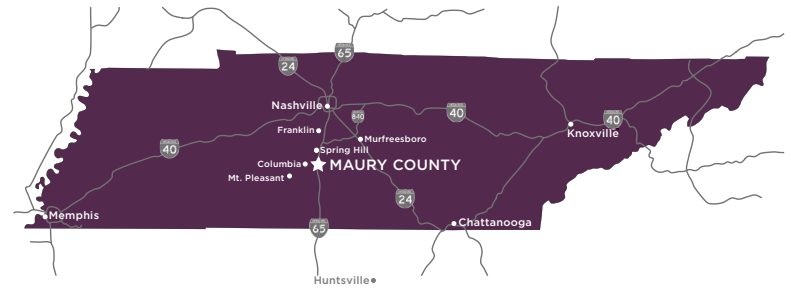 65
24
Nashville
40
40
840
Franklin
Murfreesboro
Knoxville
40
Spring Hill
Columbia
MAURY COUNTY
Mt. Pleasant
24
Memphis
Chattanooga
65
Huntsville